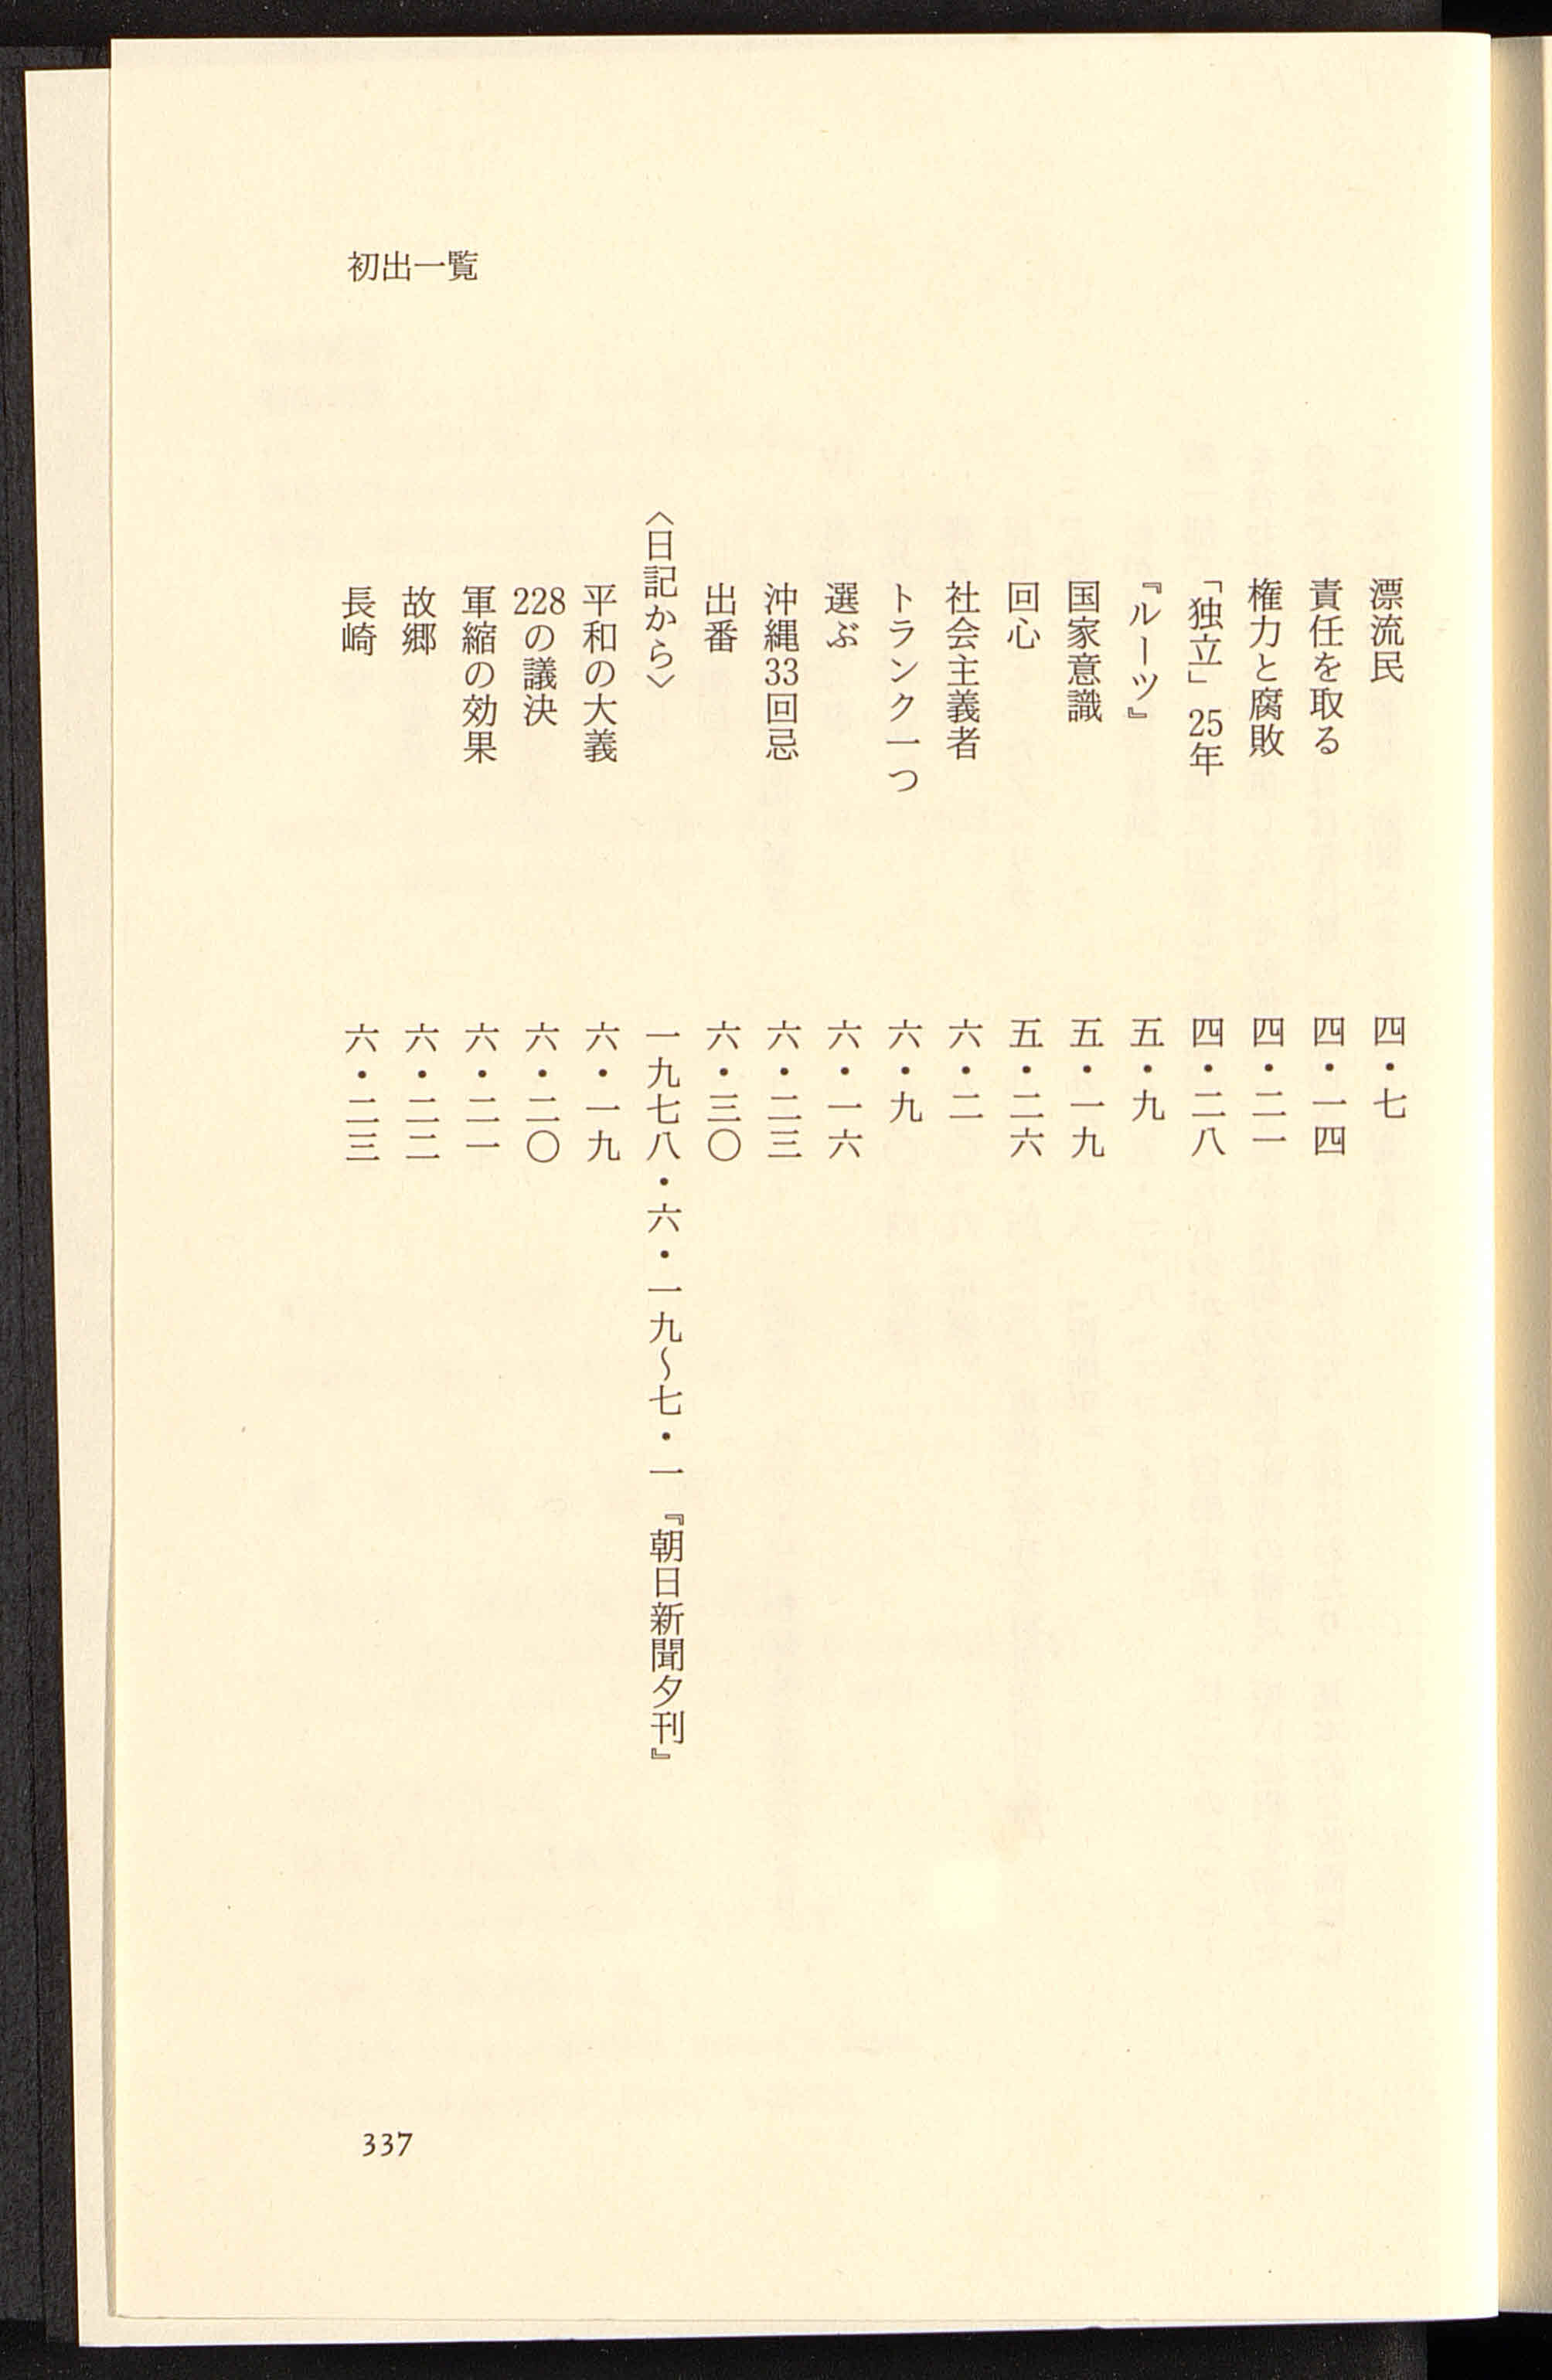 初出一覧
漂流民　四・七
責任を取る　四・一四
権力と腐敗　四・二一
「独立」25年　四・二八
『ルーツ』　五・九
国家意識　五・一九
回心　五・二六
社会主義者　六・二
トランク一つ　六・九
選ぶ　六・一六
沖縄33回忌　六・二三
出番　六・三〇
〈日記から〉　一九七八・六・一九〜七・一　『朝日新聞夕刊』
平和の大義　六・一九
228の議決　六・二〇
軍縮の効果　六・二一
故郷　六・二二
長崎　六・二三
337